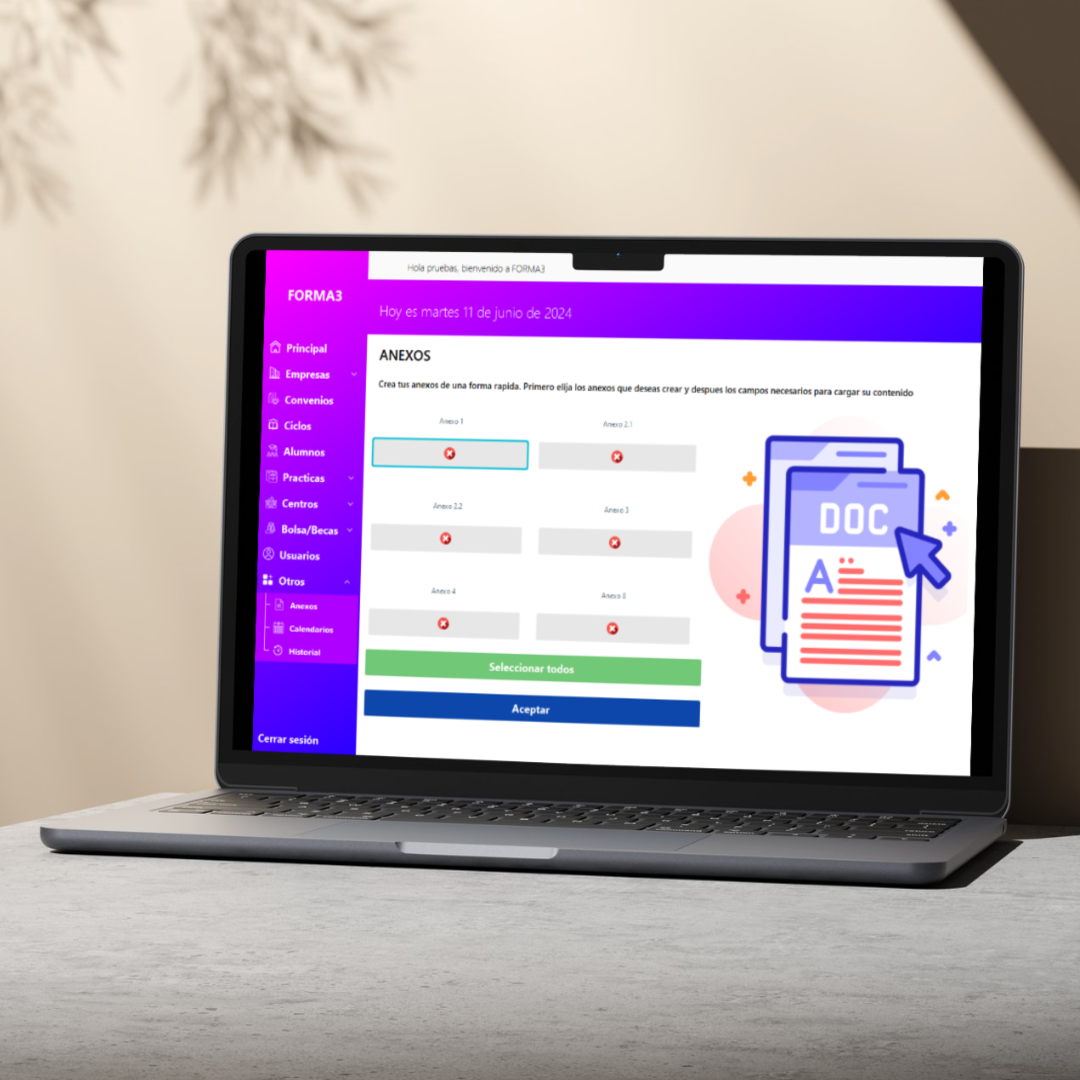 Hola pruebas, bienvenido a FORMA3
FORMA3
Hoy es martes 11 de junio de 2024
Principal
Empresas
Convenios
Ciclos
Alumnos
Practicas
Centros
Bolsa/Becas
Usuarios
Otros
Anexos
Calendarios
Historial
Cerrar sesión
ANEXOS
Crea tus anexos de una forma rapida. Primero elija los anexos que deseas crear y despues los campos necesarios para cargar su contenido
Anexo 1
Anexo 2.1
Anexo 2.2
Anexo 3
Anexo 4
Anexo 8
Seleccionar todos
Aceptar
DOC
A